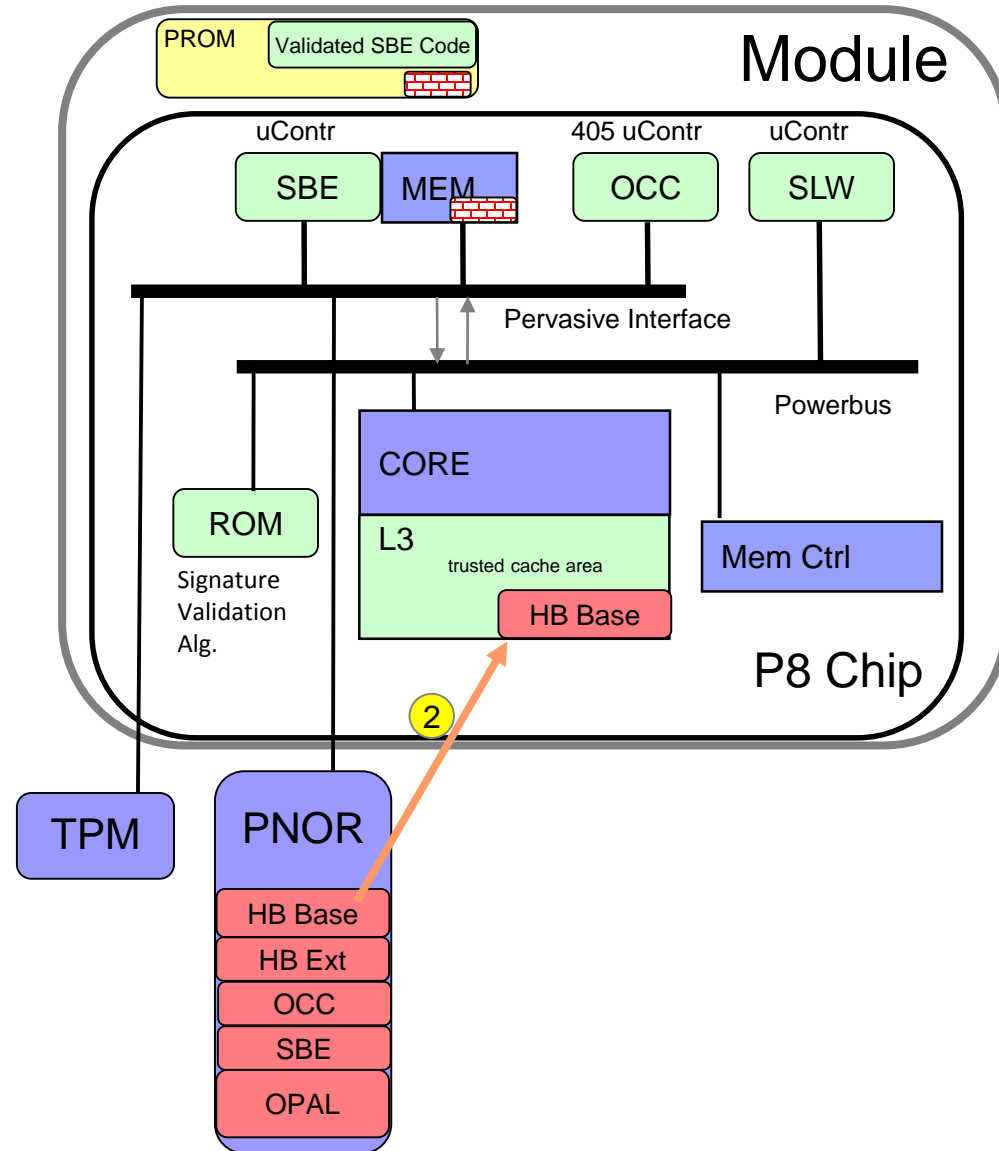 PROM
Validated SBE Code
Module
uContr
405 uContr
uContr
SBE
MEM
OCC
SLW
Pervasive Interface
Powerbus
CORE
ROM
L3
trusted cache area
Mem Ctrl
Signature
Validation
Alg.
HB Base
P8 Chip
2
TPM
PNOR
HB Base
HB Ext
OCC
SBE
OPAL